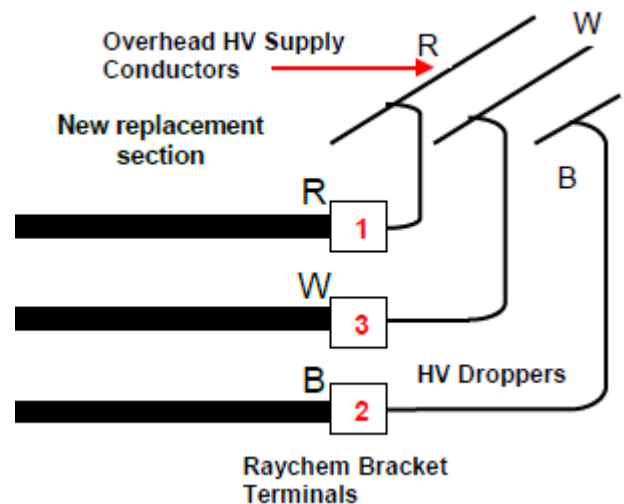 Overhead HV Supply
Conductors
R
W
New replacement
section
B
R
1
W
3
B
2
HV Droppers
Raychem Bracket
Terminals